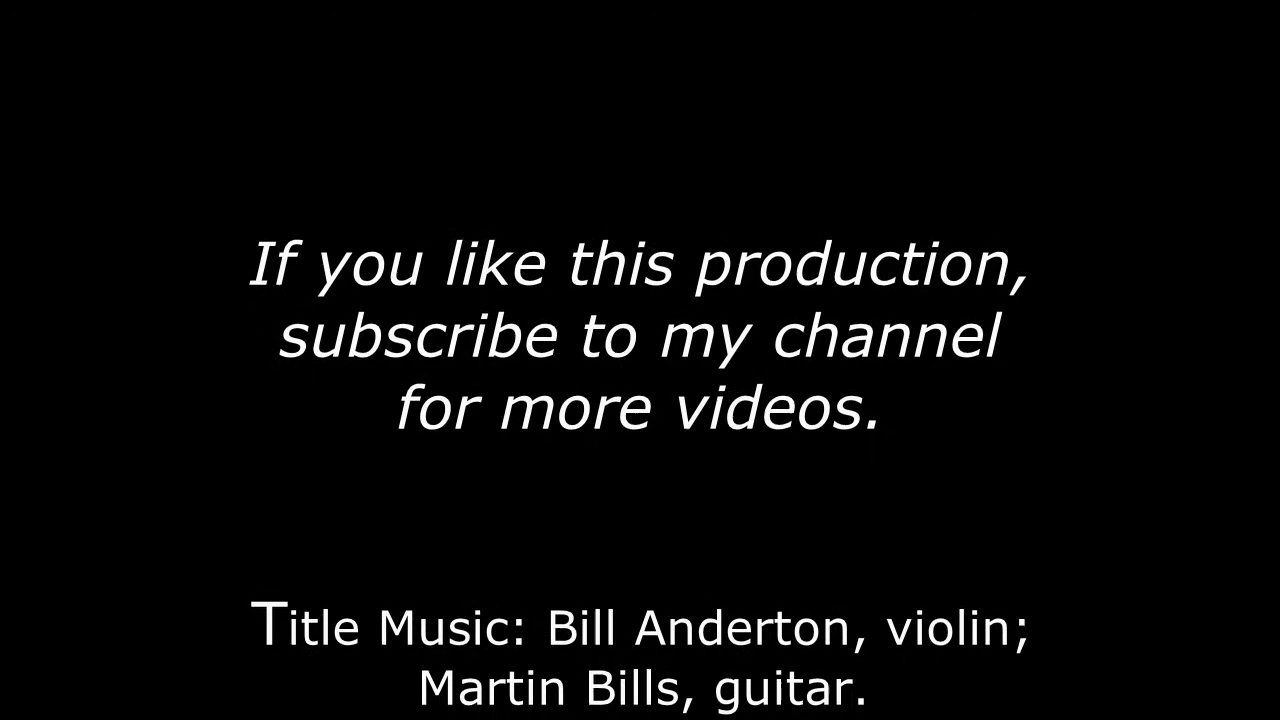 If you like this production,
subscribe to my channel
for more videos.
Title Music: Bill Anderton, violin;
Martin Bills, guitar.